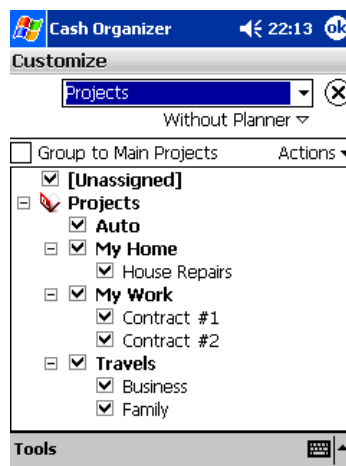 Cash Organizer 22:13 ok
Customize
Projects
Without Planner
Group to Main Projects Actions
[Unassigned]
Projects
Auto
My Home
House Repairs
My Work
Contract #1
Contract #2
Travels
Business
Family
Tools